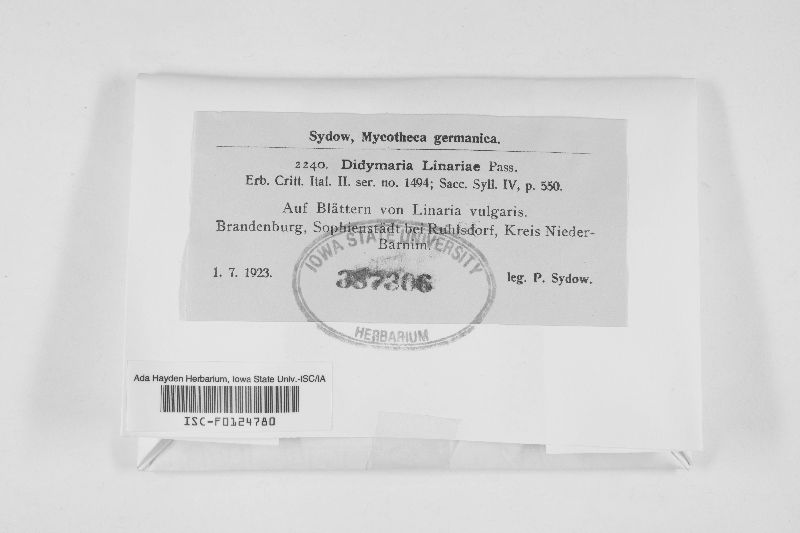 Sydow, Mycotheca germanica.
2240. Didymaria Linariae Pass.
Erb. Critt. Ital. II. ser. no. 1494; Sacc. Syll. IV, p. 550.
Auf Blättern von Linaria vulgaris.
Brandenburg, Sophienstädt bei Ruhlsdorf, Kreis Nieder-
Barnim.
1. 7. 1923. leg. P. Sydow.
IOWA STATE UNIVERSITY
387306
HERBARIUM
Ada Hayden Herbarium, Iowa State Univ.-ISC/IA
ISC-F0124780